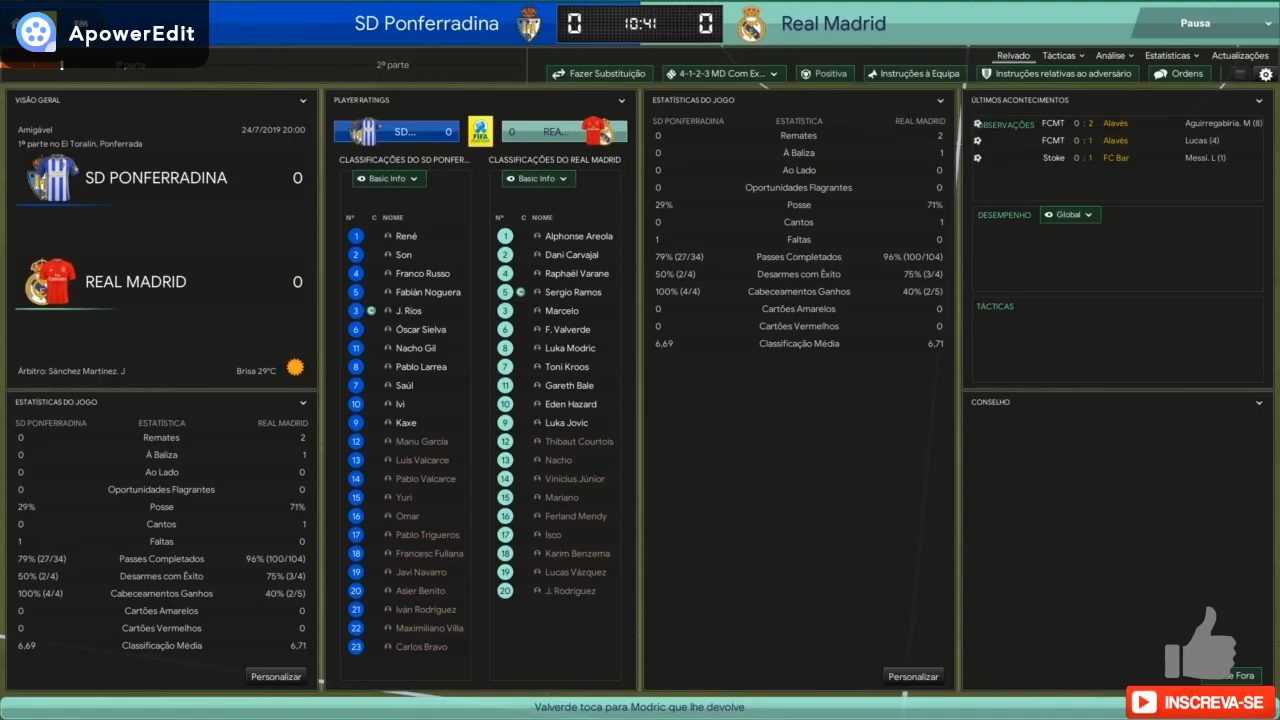 ApowerEdit
SD Ponferradina
0
10:41
0
Real Madrid
Pausa
1ª parte
2ª parte
Relvado
Tácticas
Análise
Estatísticas
Actualizações
Fazer Substituição
4-1-2-3 MD Com Ex...
Positiva
Instruções à Equipa
Instruções relativas ao adversário
Ordens
VISÃO GERAL
Amigável
24/7/2019 20:00
1ª parte no El Toralín, Ponferrada
SD PONFERRADINA 0
REAL MADRID 0
Árbitro: Sánchez Martínez. J
Brisa 29°C
ESTATÍSTICAS DO JOGO
SD PONFERRADINA ESTATÍSTICA REAL MADRID
0 Remates 2
0 À Baliza 1
0 Ao Lado 0
0 Oportunidades Flagrantes 0
29% Posse 71%
0 Cantos 1
1 Faltas 0
79% (27/34) Passes Completados 96% (100/104)
50% (2/4) Desarmes com Êxito 75% (3/4)
100% (4/4) Cabeceamentos Ganhos 40% (2/5)
0 Cartões Amarelos 0
0 Cartões Vermelhos 0
6,69 Classificação Média 6,71
Personalizar
PLAYER RATINGS
SD... 0
FIFA
0 REA...
CLASSIFICAÇÕES DO SD PONFER...
Basic Info
Nº C NOME
1 René
2 Son
4 Franco Russo
5 Fabián Noguera
3 C J. Ríos
6 Óscar Sielva
11 Nacho Gil
8 Pablo Larrea
7 Saúl
10 Ivi
9 Kaxe
12 Manu García
13 Luis Valcarce
14 Pablo Valcarce
15 Yuri
16 Omar
17 Pablo Trigueros
18 Francesc Fullana
19 Javi Navarro
20 Asier Benito
21 Iván Rodríguez
22 Maximiliano Villa
23 Carlos Bravo
CLASSIFICAÇÕES DO REAL MADRID
Basic Info
Nº C NOME
1 Alphonse Areola
2 Dani Carvajal
4 Raphaël Varane
5 C Sergio Ramos
3 Marcelo
6 F. Valverde
8 Luka Modric
7 Toni Kroos
11 Gareth Bale
10 Eden Hazard
9 Luka Jovic
12 Thibaut Courtois
13 Nacho
14 Vinícius Júnior
15 Mariano
16 Ferland Mendy
17 Isco
18 Karim Benzema
19 Lucas Vázquez
20 J. Rodríguez
ESTATÍSTICAS DO JOGO
SD PONFERRADINA ESTATÍSTICA REAL MADRID
0 Remates 2
0 À Baliza 1
0 Ao Lado 0
0 Oportunidades Flagrantes 0
29% Posse 71%
0 Cantos 1
1 Faltas 0
79% (27/34) Passes Completados 96% (100/104)
50% (2/4) Desarmes com Êxito 75% (3/4)
100% (4/4) Cabeceamentos Ganhos 40% (2/5)
0 Cartões Amarelos 0
0 Cartões Vermelhos 0
6,69 Classificação Média 6,71
Personalizar
ÚLTIMOS ACONTECIMENTOS
OBSERVAÇÕES
FCMT 0 : 2 Alavés Aguirregabiria. M (8)
FCMT 0 : 1 Alavés Lucas (4)
Stoke 0 : 1 FC Bar Messi. L (1)
DESEMPENHO
Global
TÁCTICAS
CONSELHO
Fora
INSCREVA-SE
Valverde toca para Modric que lhe devolve